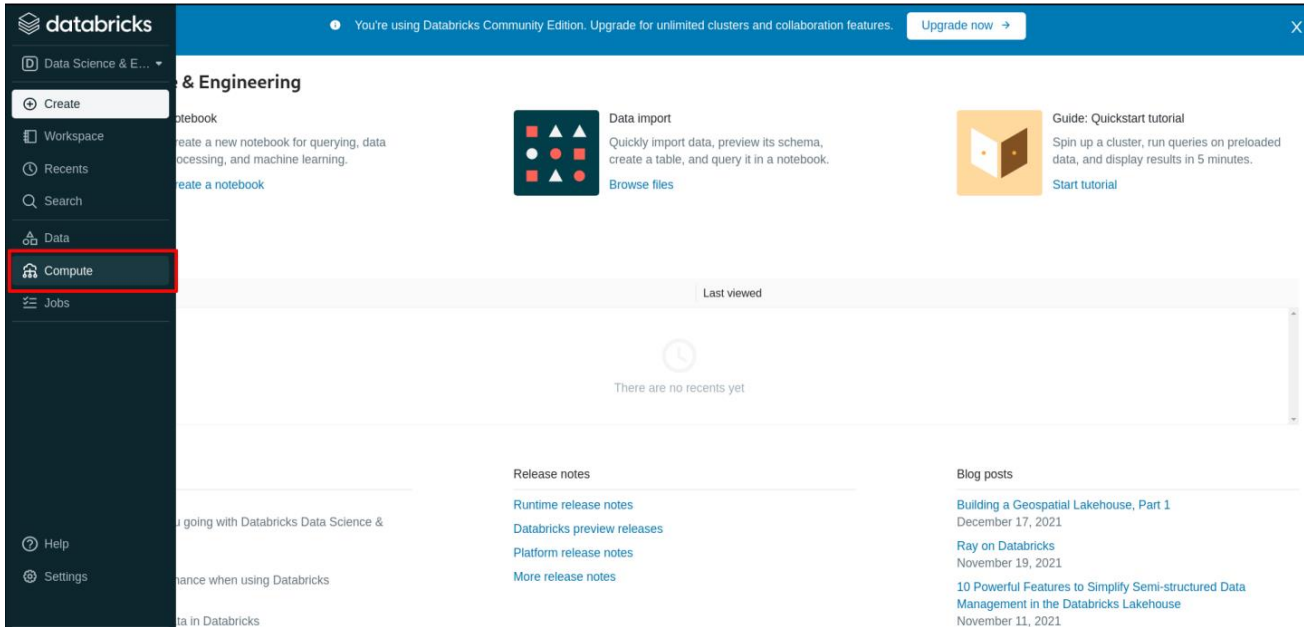 databricks
You're using Databricks Community Edition. Upgrade for unlimited clusters and collaboration features.
Upgrade now →
X
D Data Science & E...
& Engineering
Create
Workspace
Recents
Search
Data
Compute
Jobs
Help
Settings
otebook
reate a new notebook for querying, data
ocessing, and machine learning.
reate a notebook
Data import
Quickly import data, preview its schema,
create a table, and query it in a notebook.
Browse files
Guide: Quickstart tutorial
Spin up a cluster, run queries on preloaded
data, and display results in 5 minutes.
Start tutorial
Last viewed
There are no recents yet
u going with Databricks Data Science &
nance when using Databricks
ta in Databricks
Release notes
Runtime release notes
Databricks preview releases
Platform release notes
More release notes
Blog posts
Building a Geospatial Lakehouse, Part 1
December 17, 2021
Ray on Databricks
November 19, 2021
10 Powerful Features to Simplify Semi-structured Data
Management in the Databricks Lakehouse
November 11, 2021